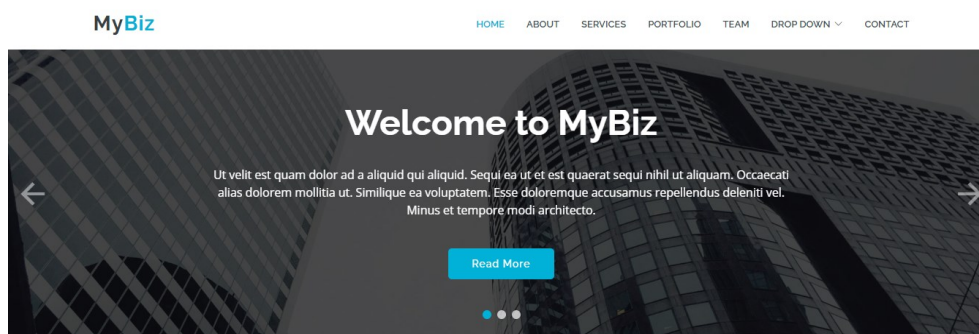 MyBiz
HOME ABOUT SERVICES PORTFOLIO TEAM DROP DOWN CONTACT
Welcome to MyBiz
Ut velit est quam dolor ad a aliquid qui aliquid. Sequi ea ut et est quaerat sequi nihil ut aliquam. Occaecati
alias dolorem mollitia ut. Similique ea voluptatem. Esse doloremque accusamus repellendus deleniti vel.
Minus et tempore modi architecto.
Read More